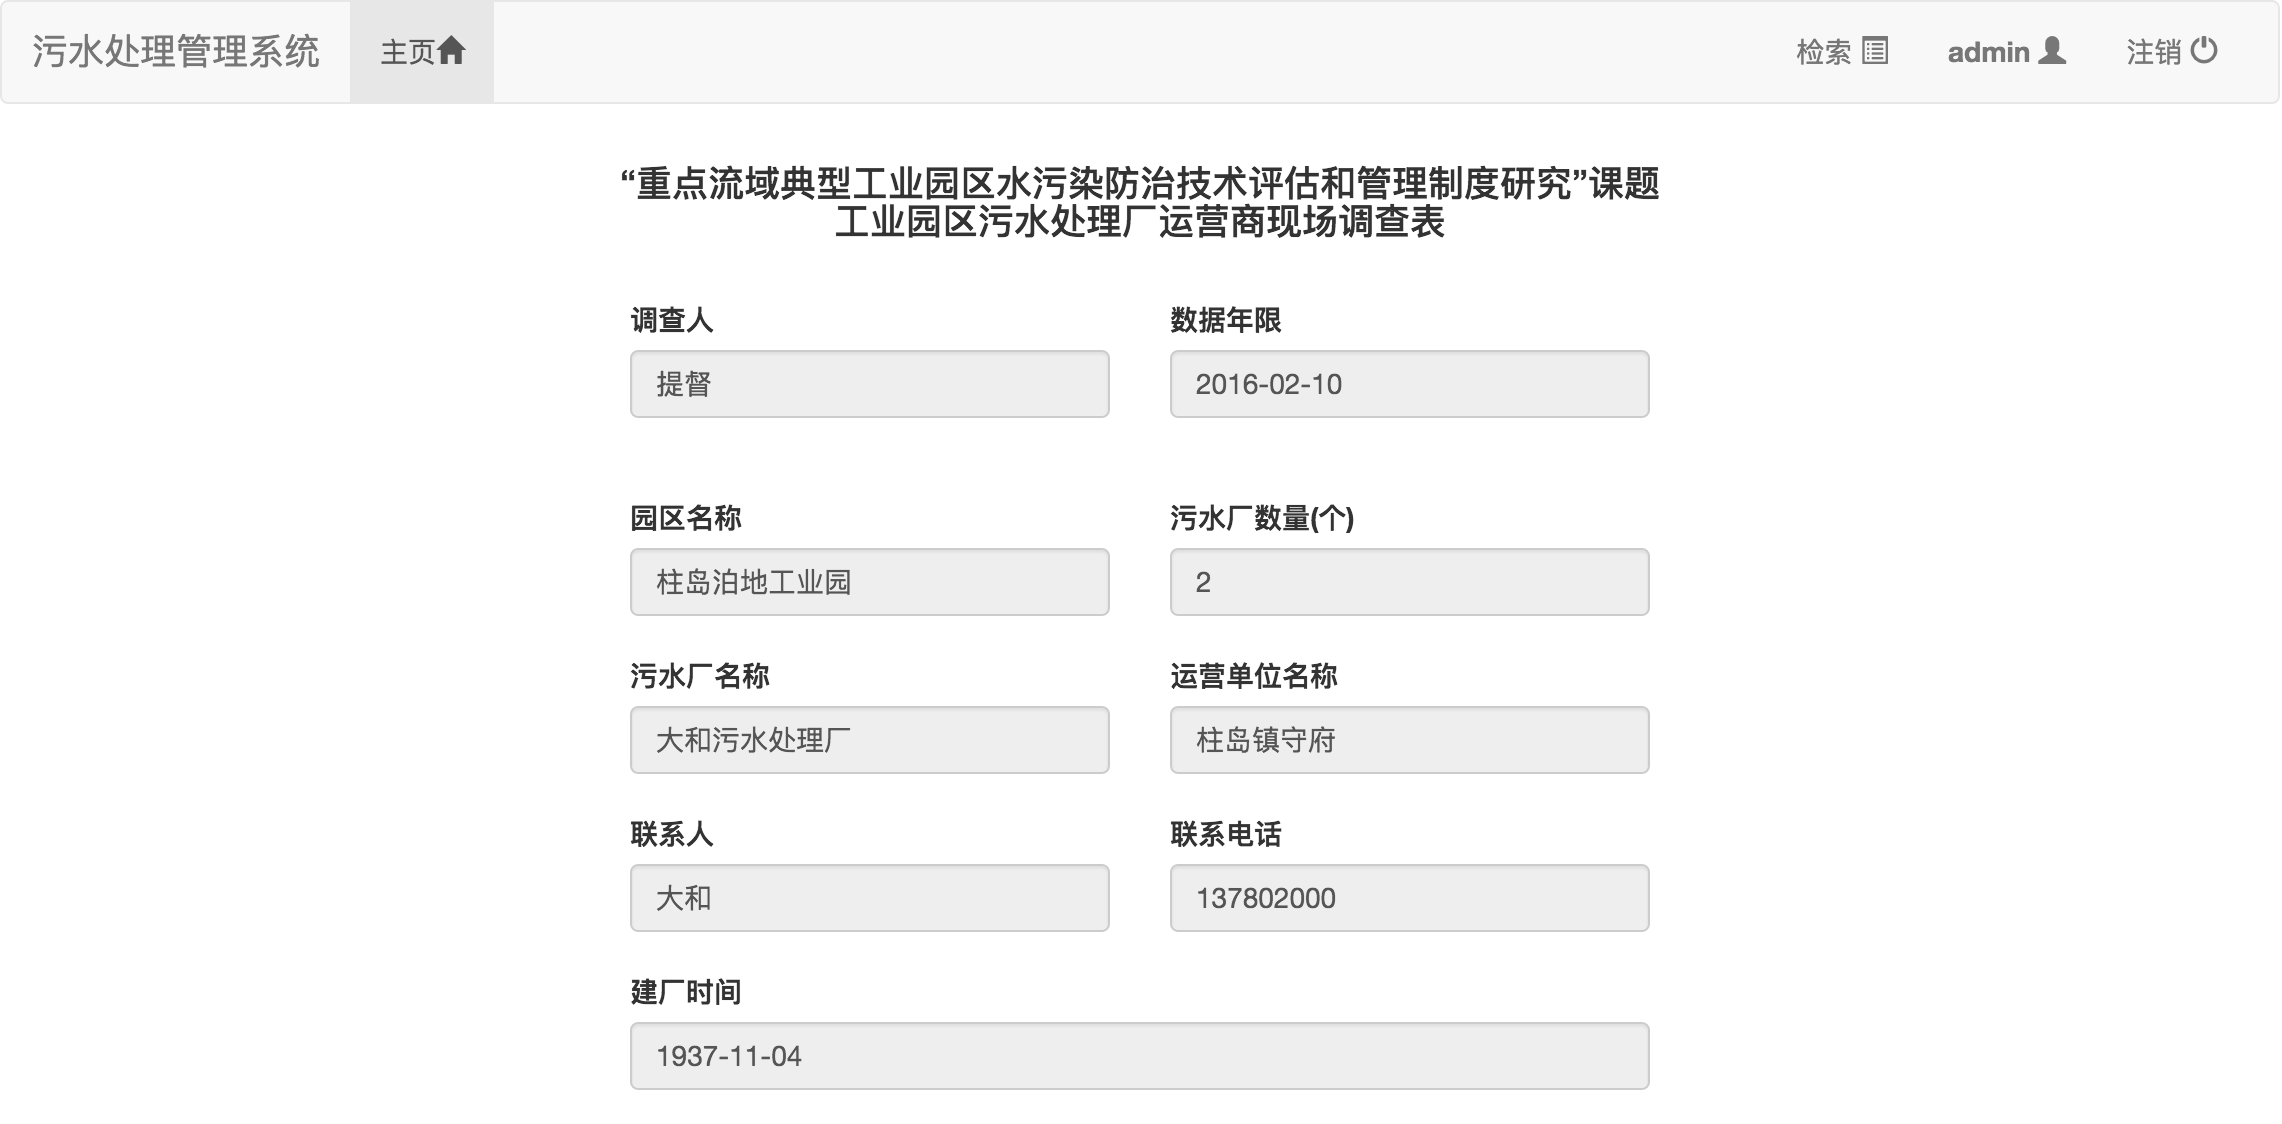 污水处理管理系统 主页 检索 admin 注销
“重点流域典型工业园区水污染防治技术评估和管理制度研究”课题
工业园区污水处理厂运营商现场调查表
调查人 数据年限
提督 2016-02-10
园区名称 污水厂数量(个)
柱岛泊地工业园 2
污水厂名称 运营单位名称
大和污水处理厂 柱岛镇守府
联系人 联系电话
大和 137802000
建厂时间
1937-11-04